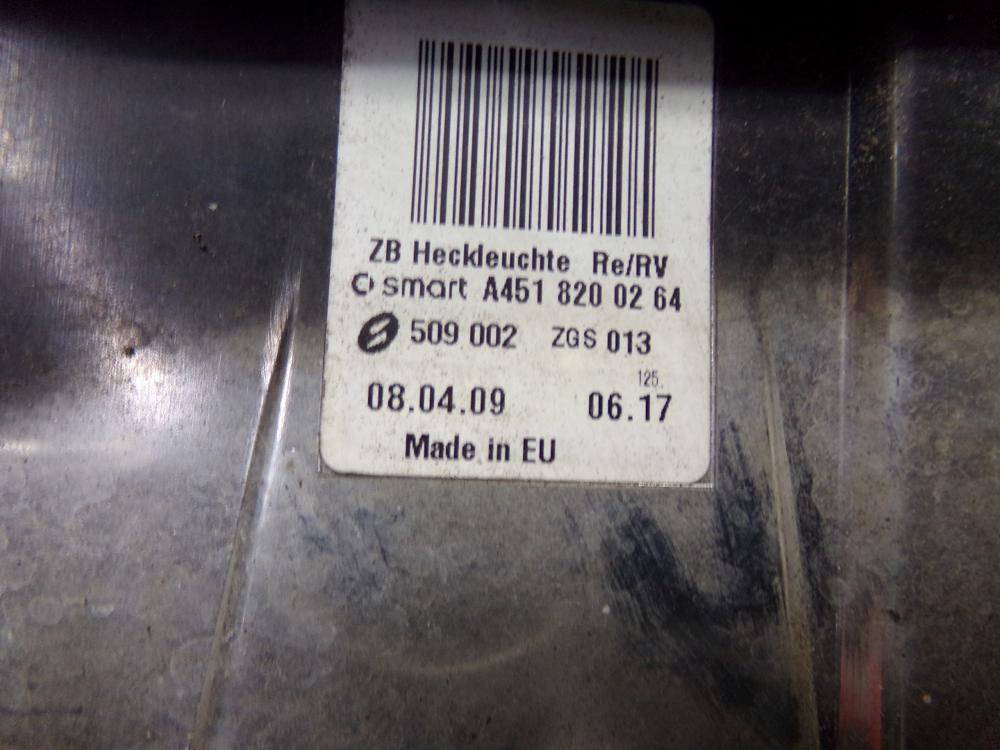 ZB Heckleuchte Re/RV
smart A451 820 02 64
509 002 ZGS 013
125.
08.04.09 06.17
Made in EU